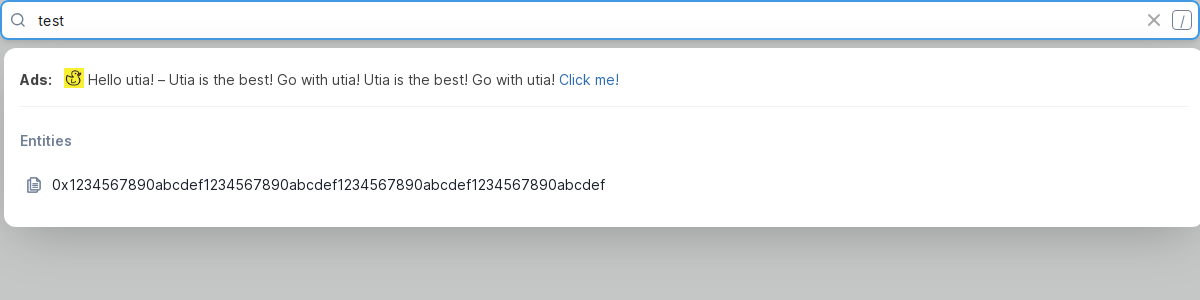 test /
Ads: Hello utia! – Utia is the best! Go with utia! Utia is the best! Go with utia! Click me!
Entities
0x1234567890abcdef1234567890abcdef1234567890abcdef1234567890abcdef